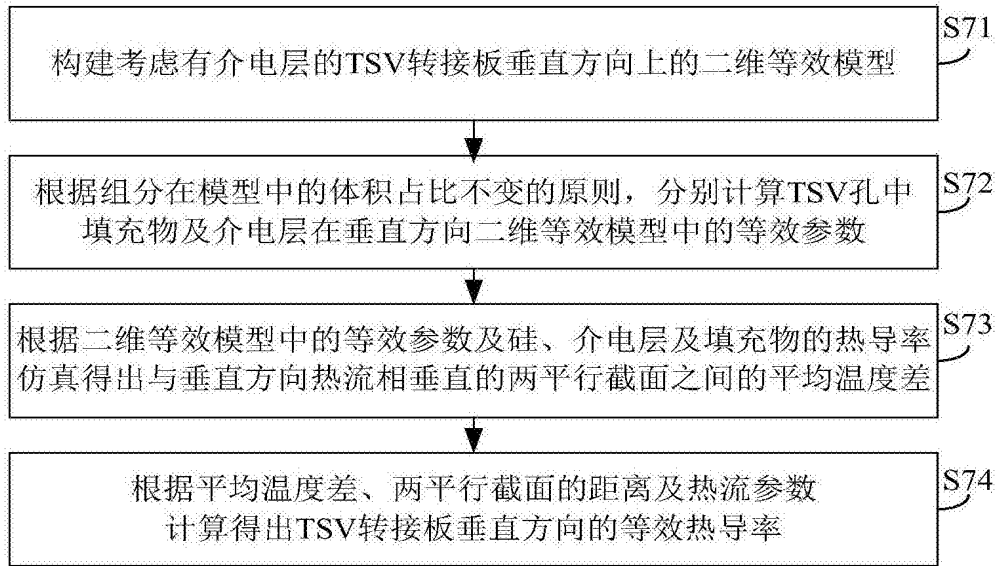 S71
构建考虑有介电层的TSV转接板垂直方向上的二维等效模型
S72
根据组分在模型中的体积占比不变的原则，分别计算TSV孔中
填充物及介电层在垂直方向二维等效模型中的等效参数
S73
根据二维等效模型中的等效参数及硅、介电层及填充物的热导率
仿真得出与垂直方向热流相垂直的两平行截面之间的平均温度差
S74
根据平均温度差、两平行截面的距离及热流参数
计算得出TSV转接板垂直方向的等效热导率